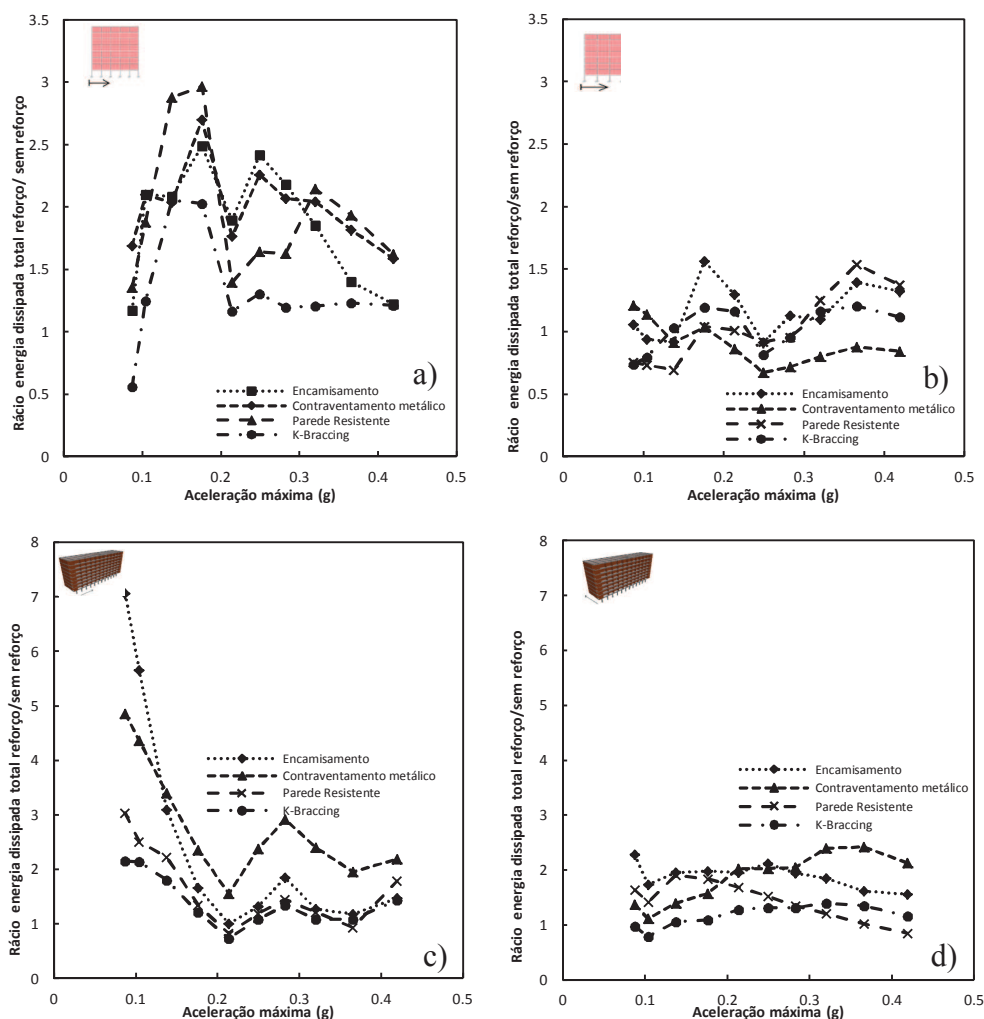 3.5
3
2.5
2
1.5
1
0.5
0
0
0.1
0.2
0.3
0.4
0.5
Rácio energia dissipada total reforço/ sem reforço
Aceleração máxima (g)
a)
Encamisamento
Contraventamento metálico
Parede Resistente
K-Braccing
3.5
3
2.5
2
1.5
1
0.5
0
0
0.1
0.2
0.3
0.4
0.5
Rácio energia dissipada total reforço/sem reforço
Aceleração máxima (g)
b)
Encamisamento
Contraventamento metálico
Parede Resistente
K-Braccing
8
7
6
5
4
3
2
1
0
0
0.1
0.2
0.3
0.4
0.5
Rácio energia dissipada total reforço/sem reforço
Aceleração máxima (g)
c)
Encamisamento
Contraventamento metálico
Parede Resistente
K-Braccing
8
7
6
5
4
3
2
1
0
0
0.1
0.2
0.3
0.4
0.5
Rácio energia dissipada total reforço/sem reforço
Aceleração máxima (g)
d)
Encamisamento
Contraventamento metálico
Parede Resistente
K-Braccing